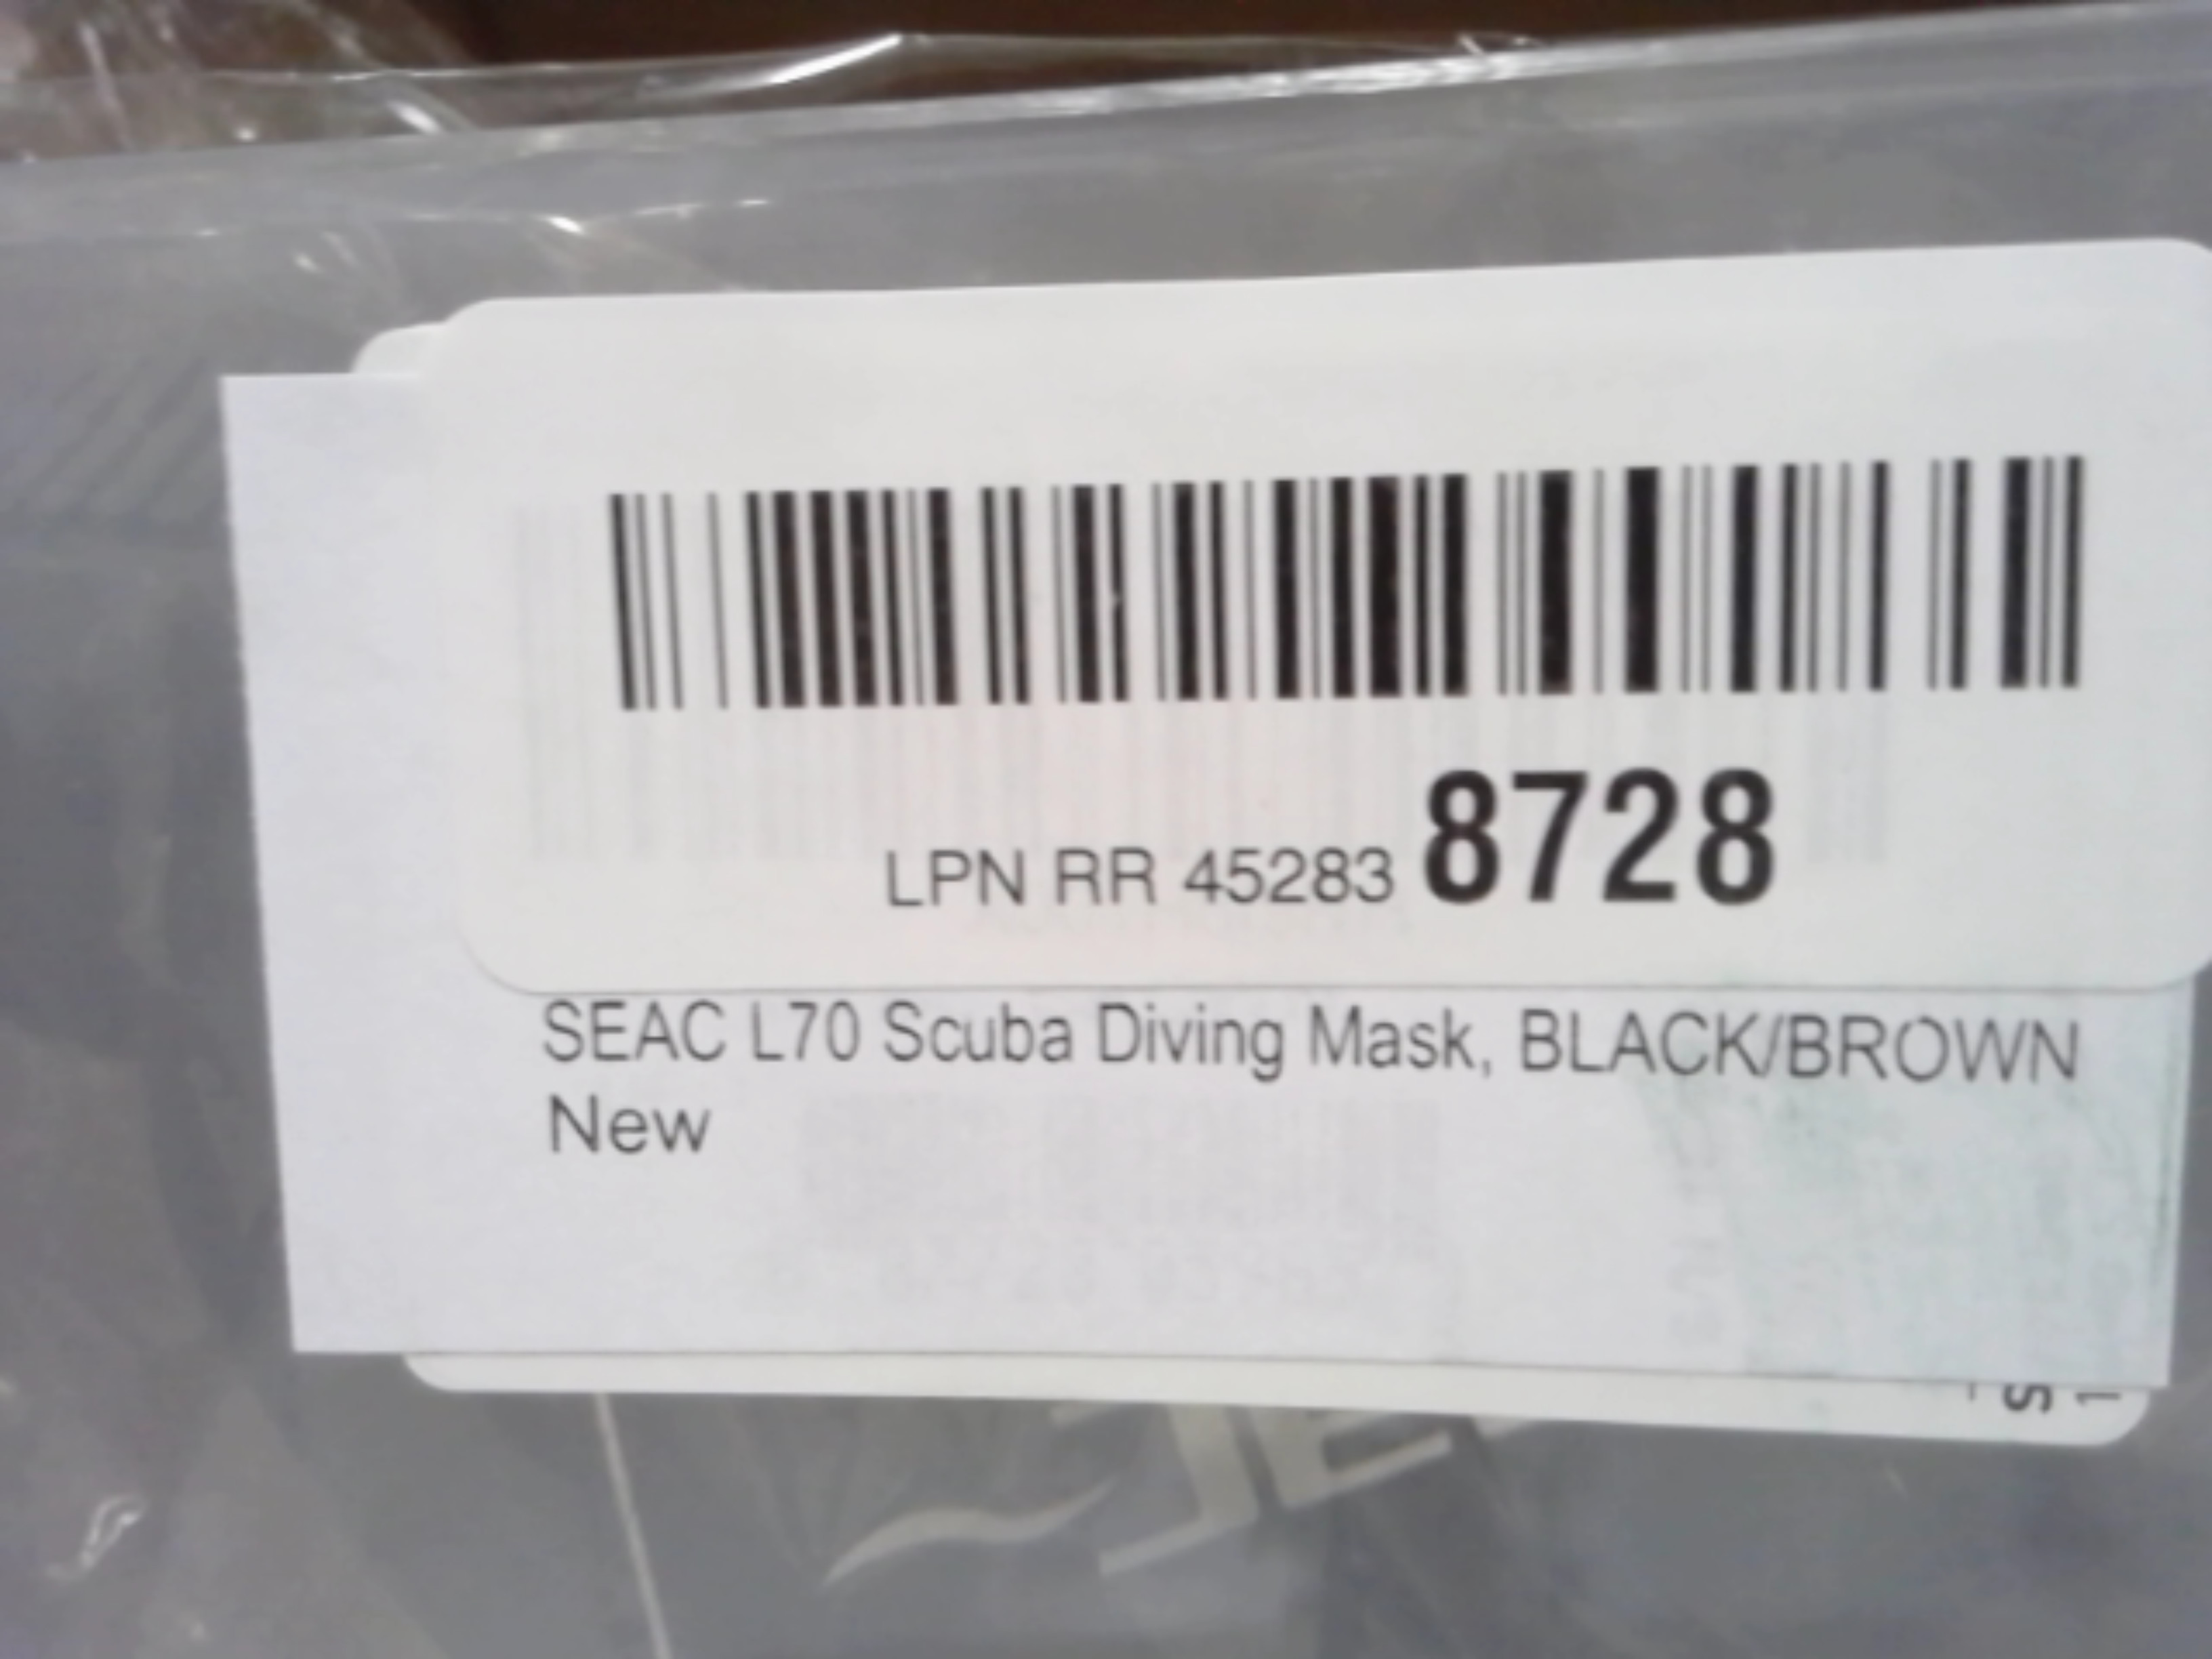 LPN RR 45283 8728
SEAC L70 Scuba Diving Mask, BLACK/BROWN
New